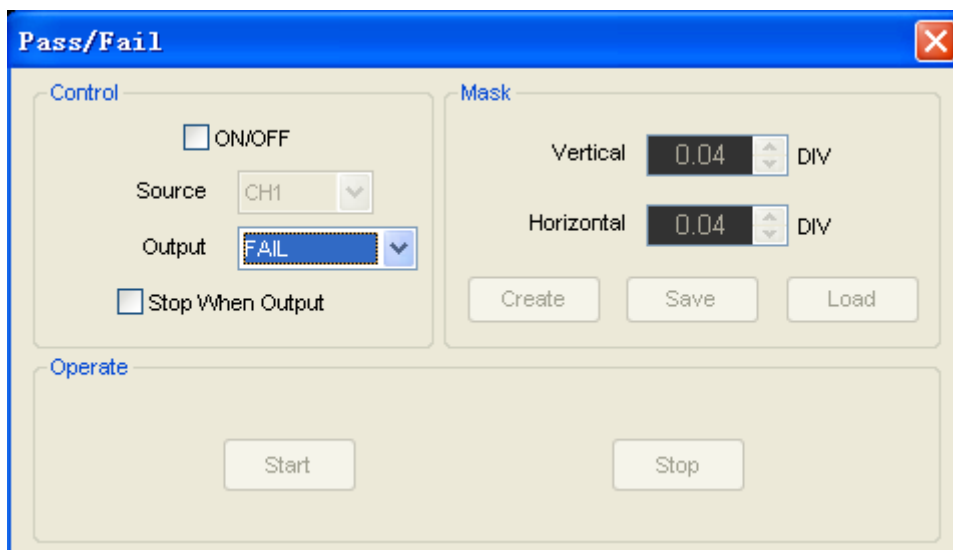 Pass/Fail
Control
ON/OFF
Source CH1
Output FAIL
Stop When Output
Mask
Vertical 0.04 DIV
Horizontal 0.04 DIV
Create Save Load
Operate
Start Stop